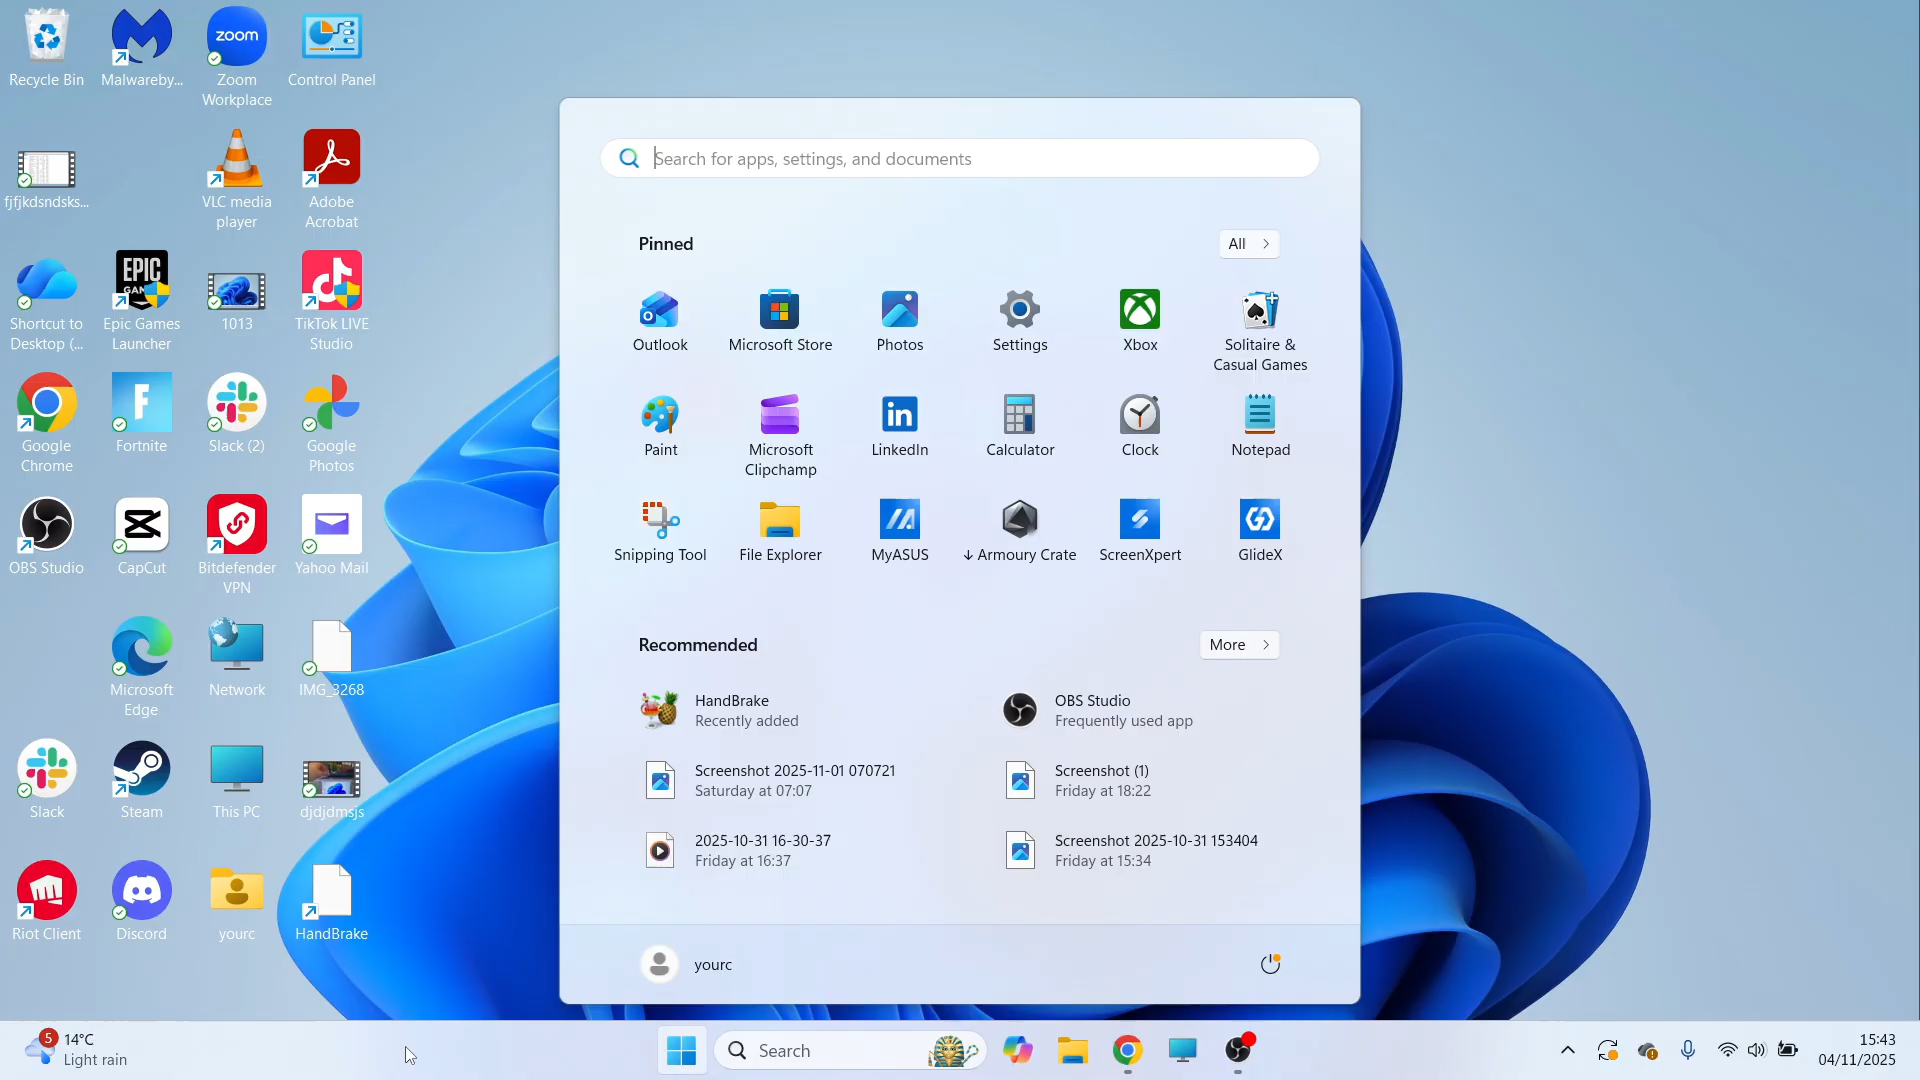 Recycle Bin
Malwareby...
zoom
Zoom
Workplace
Control Panel
fjfjkdsndsks...
VLC media
player
Adobe
Acrobat
Shortcut to
Desktop (...
EPIC
GAMES
Epic Games
Launcher
1013
TikTok LIVE
Studio
Google
Chrome
F
Fortnite
Slack (2)
Google
Photos
OBS Studio
CapCut
Bitdefender
VPN
Yahoo Mail
Microsoft
Edge
Network
IMG_3268
Slack
Steam
This PC
djdjdmsjs
Riot Client
Discord
yourc
HandBrake
Search for apps, settings, and documents
Pinned
All
Outlook
Microsoft Store
Photos
Settings
Xbox
Solitaire &
Casual Games
Paint
Microsoft
Clipchamp
in
LinkedIn
Calculator
Clock
Notepad
Snipping Tool
File Explorer
MyASUS
↓ Armoury Crate
ScreenXpert
GlideX
Recommended
More
HandBrake
Recently added
OBS Studio
Frequently used app
Screenshot 2025-11-01 070721
Saturday at 07:07
Screenshot (1)
Friday at 18:22
2025-10-31 16-30-37
Friday at 16:37
Screenshot 2025-10-31 153404
Friday at 15:34
yourc
5
14°C
Light rain
Search
15:43
04/11/2025